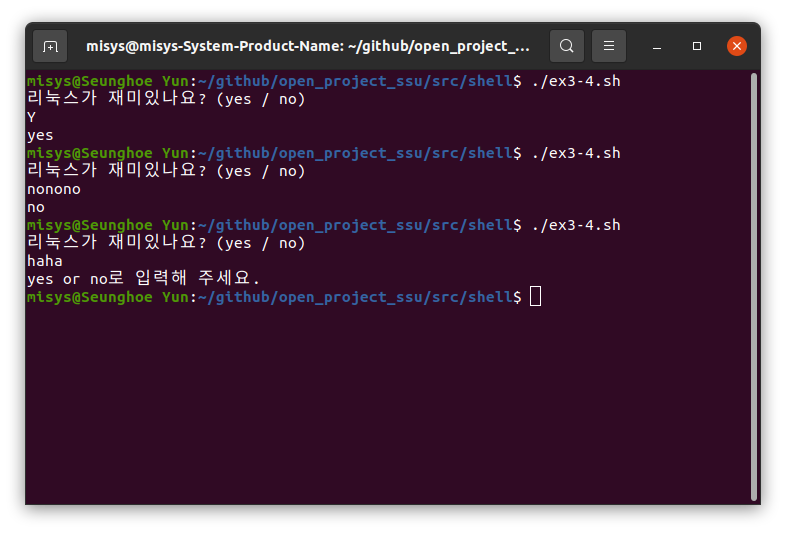 misys@misys-System-Product-Name: ~/github/open_project_...
misys@Seunghoe Yun:~/github/open_project_ssu/src/shell$ ./ex3-4.sh
리눅스가 재미있나요? (yes / no)
Y
yes
misys@Seunghoe Yun:~/github/open_project_ssu/src/shell$ ./ex3-4.sh
리눅스가 재미있나요? (yes / no)
nonono
no
misys@Seunghoe Yun:~/github/open_project_ssu/src/shell$ ./ex3-4.sh
리눅스가 재미있나요? (yes / no)
haha
yes or no로 입력해 주세요.
misys@Seunghoe Yun:~/github/open_project_ssu/src/shell$